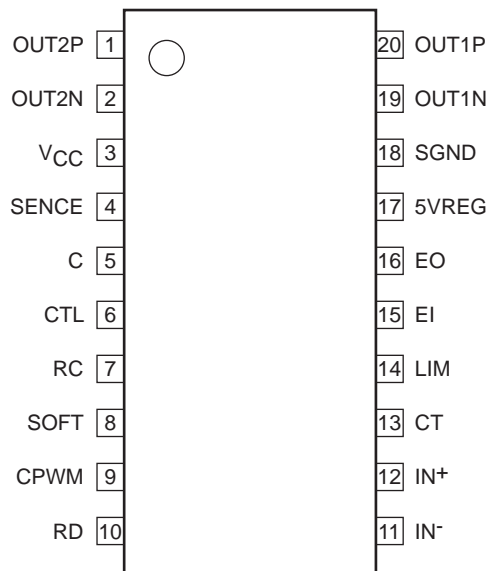 OUT2P 1 20 OUT1P
OUT2N 2 19 OUT1N
VCC 3 18 SGND
SENCE 4 17 5VREG
C 5 16 EO
CTL 6 15 EI
RC 7 14 LIM
SOFT 8 13 CT
CPWM 9 12 IN+
RD 10 11 IN-